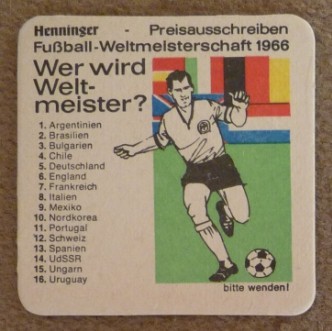 Henninger - Preisausschreiben
Fußball-Weltmeisterschaft 1966
Wer wird
Welt-
meister?
1. Argentinien
2. Brasilien
3. Bulgarien
4. Chile
5. Deutschland
6. England
7. Frankreich
8. Italien
9. Mexiko
10. Nordkorea
11. Portugal
12. Schweiz
13. Spanien
14. UdSSR
15. Ungarn
16. Uruguay
bitte wenden!